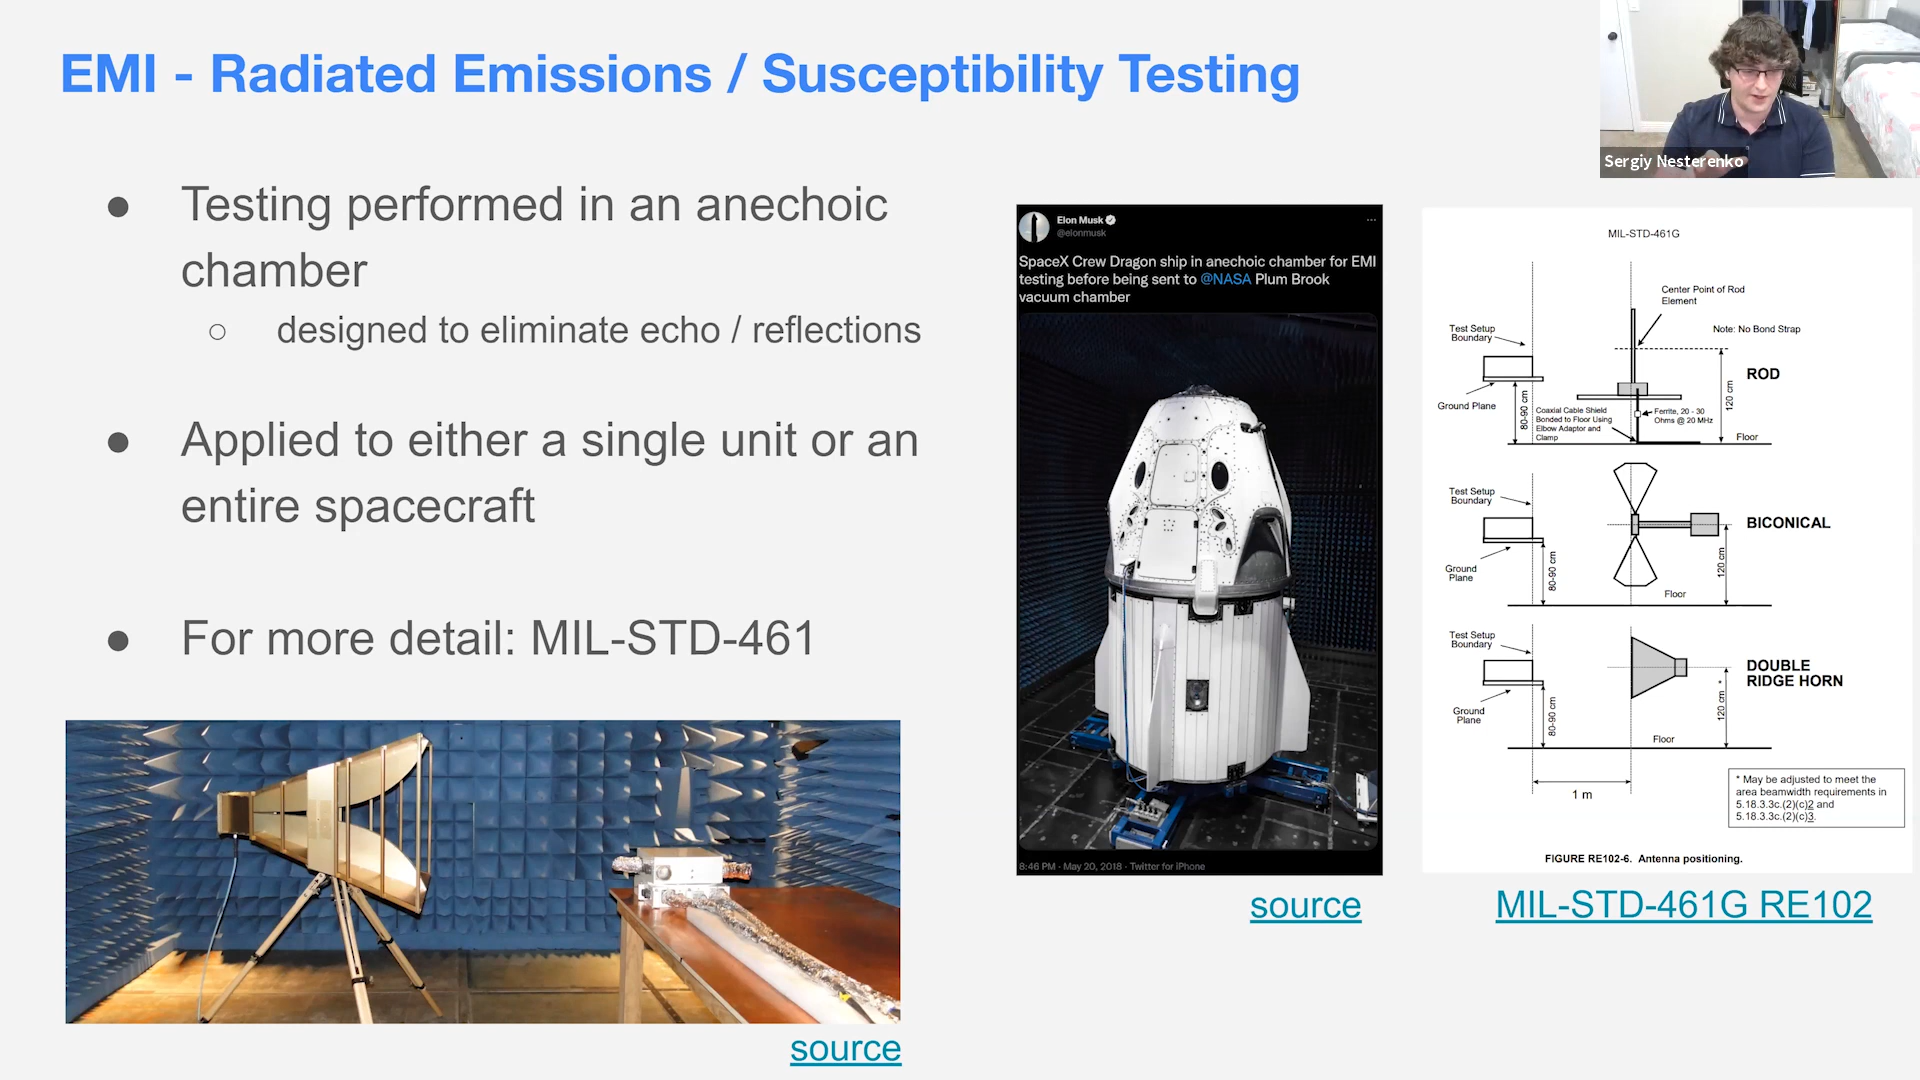 EMI - Radiated Emissions / Susceptibility Testing
Sergiy Nesterenko
● Testing performed in an anechoic
chamber
○ designed to eliminate echo / reflections
● Applied to either a single unit or an
entire spacecraft
● For more detail: MIL-STD-461
source
Elon Musk
@elonmusk
SpaceX Crew Dragon ship in anechoic chamber for EMI
testing before being sent to @NASA Plum Brook
vacuum chamber
8:46 PM · May 20, 2018 · Twitter for iPhone
source
MIL-STD-461G
Center Point of Rod
Element
Test Setup
Boundary
Note: No Bond Strap
ROD
Ground Plane
80-90 cm
Coaxial Cable Shield
Bonded to Floor Using
Elbow Adaptor and
Clamp
Ferrite, 20 - 30
Ohms @ 20 MHz
120 cm
Floor
Test Setup
Boundary
BICONICAL
Ground
Plane
80-90 cm
120 cm
Floor
Test Setup
Boundary
DOUBLE
RIDGE HORN
Ground
Plane
80-90 cm
120 cm *
Floor
1 m
* May be adjusted to meet the
area beamwidth requirements in
5.18.3.3c.(2)(c)2 and
5.18.3.3c.(2)(c)3.
FIGURE RE102-6. Antenna positioning.
MIL-STD-461G RE102